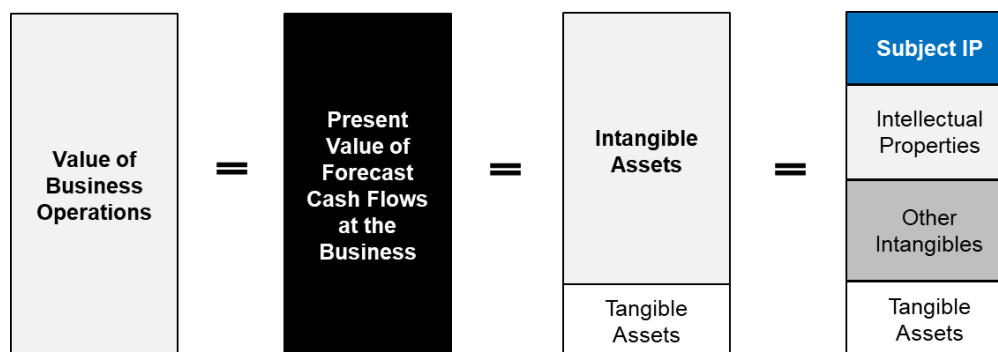 Value of
Business
Operations
=
Present
Value of
Forecast
Cash Flows
at the
Business
=
Intangible
Assets
Tangible
Assets
=
Subject IP
Intellectual
Properties
Other
Intangibles
Tangible
Assets